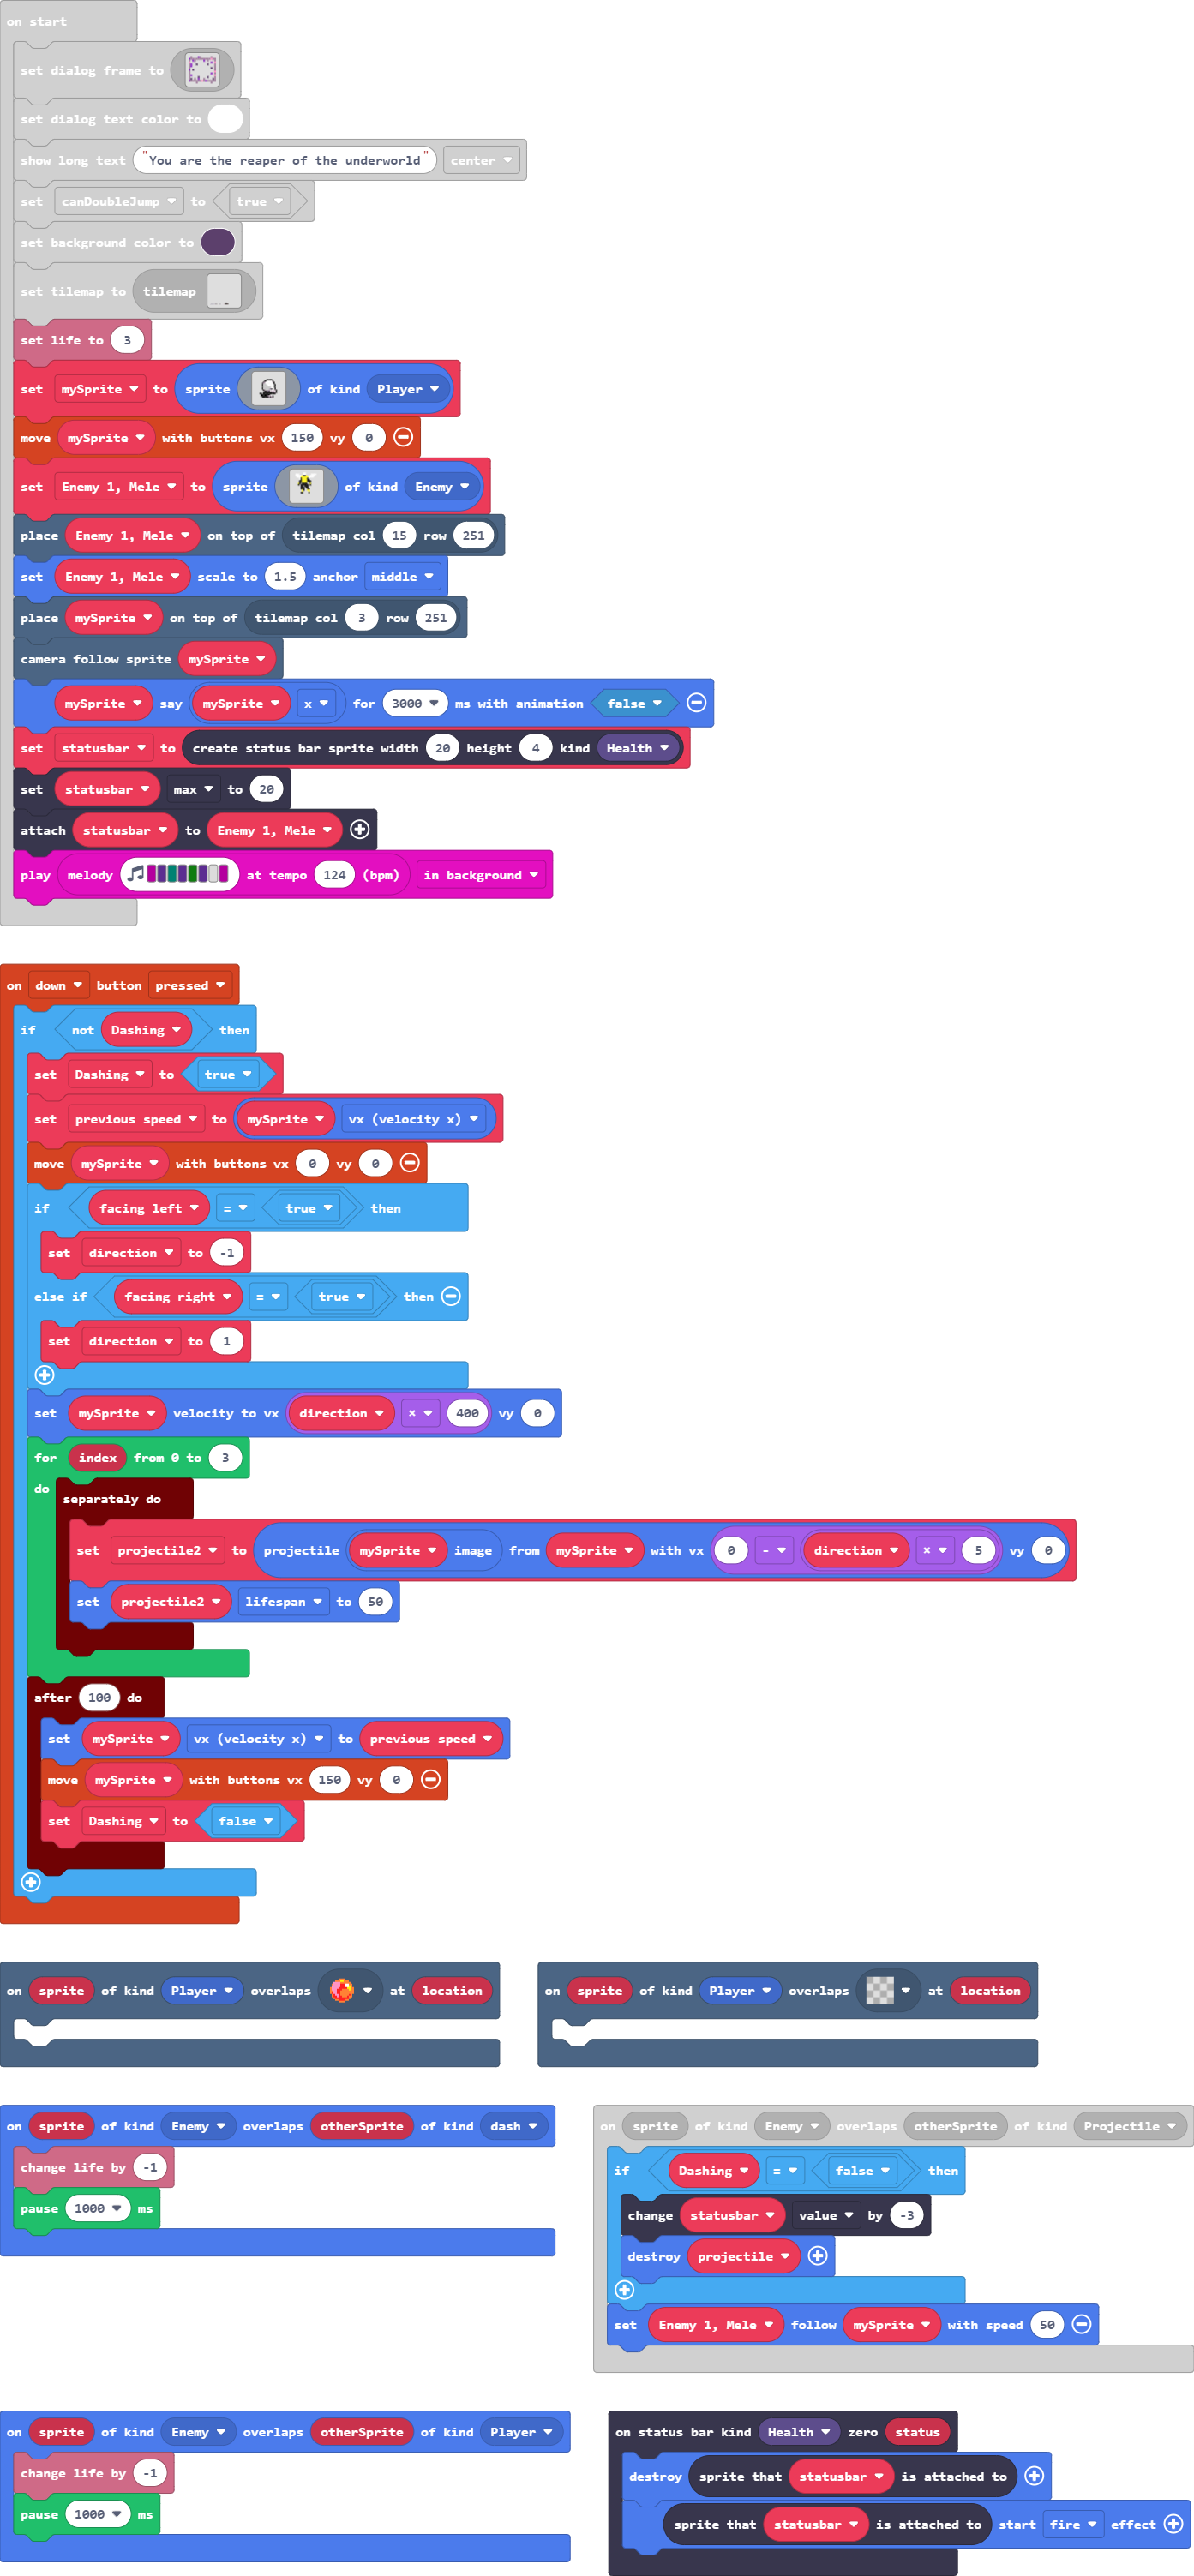 on start
set dialog frame to
set dialog text color to
show long text "You are the reaper of the underworld" center
set canDoubleJump to true
set background color to
set tilemap to tilemap
set life to 3
set mySprite to sprite of kind Player
move mySprite with buttons vx 150 vy 0
set Enemy 1, Mele to sprite of kind Enemy
place Enemy 1, Mele on top of tilemap col 15 row 251
set Enemy 1, Mele scale to 1.5 anchor middle
place mySprite on top of tilemap col 3 row 251
camera follow sprite mySprite
mySprite say mySprite x for 3000 ms with animation false
set statusbar to create status bar sprite width 20 height 4 kind Health
set statusbar max to 20
attach statusbar to Enemy 1, Mele
play melody at tempo 124 (bpm) in background
on down button pressed
if not Dashing then
set Dashing to true
set previous speed to mySprite vx (velocity x)
move mySprite with buttons vx 0 vy 0
if facing left = true then
set direction to -1
else if facing right = true then
set direction to 1
set mySprite velocity to vx direction × 400 vy 0
for index from 0 to 3
do
separately do
set projectile2 to projectile mySprite image from mySprite with vx 0 - direction × 5 vy 0
set projectile2 lifespan to 50
after 100 do
set mySprite vx (velocity x) to previous speed
move mySprite with buttons vx 150 vy 0
set Dashing to false
on sprite of kind Player overlaps at location
on sprite of kind Player overlaps at location
on sprite of kind Enemy overlaps otherSprite of kind dash
change life by -1
pause 1000 ms
on sprite of kind Enemy overlaps otherSprite of kind Projectile
if Dashing = false then
change statusbar value by -3
destroy projectile
set Enemy 1, Mele follow mySprite with speed 50
on sprite of kind Enemy overlaps otherSprite of kind Player
change life by -1
pause 1000 ms
on status bar kind Health zero status
destroy sprite that statusbar is attached to
sprite that statusbar is attached to start fire effect